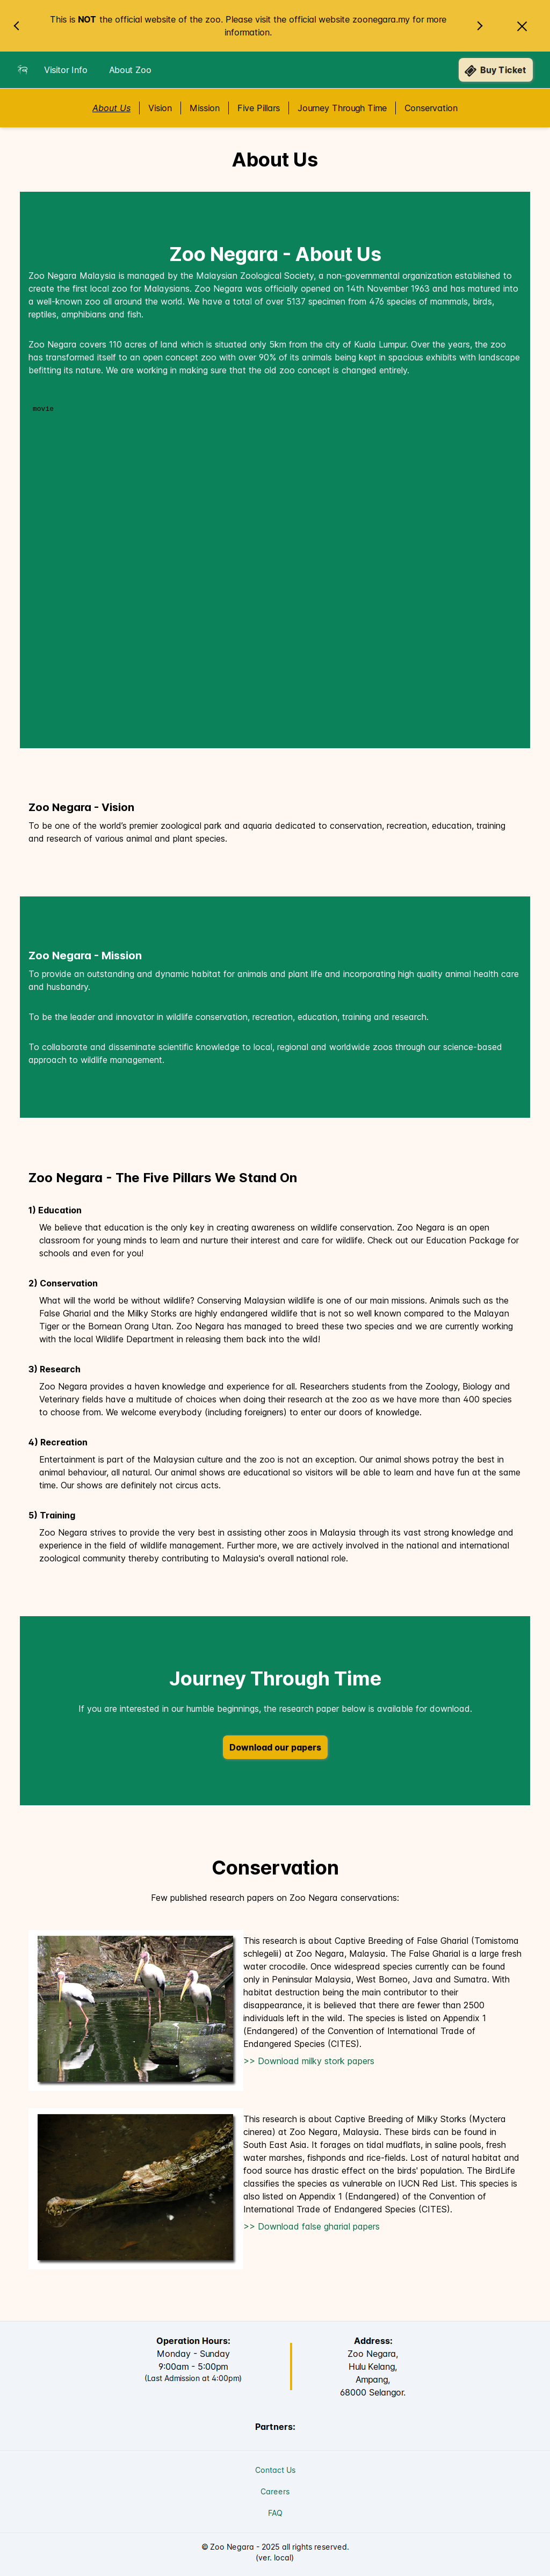 This is NOT the official website of the zoo. Please visit the official website zoonegara.my for more
information.
Visitor Info
About Zoo
Buy Ticket
About Us
Vision
Mission
Five Pillars
Journey Through Time
Conservation
About Us
Zoo Negara - About Us
Zoo Negara Malaysia is managed by the Malaysian Zoological Society, a non-governmental organization established to
create the first local zoo for Malaysians. Zoo Negara was officially opened on 14th November 1963 and has matured into
a well-known zoo all around the world. We have a total of over 5137 specimen from 476 species of mammals, birds,
reptiles, amphibians and fish.
Zoo Negara covers 110 acres of land which is situated only 5km from the city of Kuala Lumpur. Over the years, the zoo
has transformed itself to an open concept zoo with over 90% of its animals being kept in spacious exhibits with landscape
befitting its nature. We are working in making sure that the old zoo concept is changed entirely.
movie
Zoo Negara - Vision
To be one of the world's premier zoological park and aquaria dedicated to conservation, recreation, education, training
and research of various animal and plant species.
Zoo Negara - Mission
To provide an outstanding and dynamic habitat for animals and plant life and incorporating high quality animal health care
and husbandry.
To be the leader and innovator in wildlife conservation, recreation, education, training and research.
To collaborate and disseminate scientific knowledge to local, regional and worldwide zoos through our science-based
approach to wildlife management.
Zoo Negara - The Five Pillars We Stand On
1) Education
We believe that education is the only key in creating awareness on wildlife conservation. Zoo Negara is an open
classroom for young minds to learn and nurture their interest and care for wildlife. Check out our Education Package for
schools and even for you!
2) Conservation
What will the world be without wildlife? Conserving Malaysian wildlife is one of our main missions. Animals such as the
False Gharial and the Milky Storks are highly endangered wildlife that is not so well known compared to the Malayan
Tiger or the Bornean Orang Utan. Zoo Negara has managed to breed these two species and we are currently working
with the local Wildlife Department in releasing them back into the wild!
3) Research
Zoo Negara provides a haven knowledge and experience for all. Researchers students from the Zoology, Biology and
Veterinary fields have a multitude of choices when doing their research at the zoo as we have more than 400 species
to choose from. We welcome everybody (including foreigners) to enter our doors of knowledge.
4) Recreation
Entertainment is part of the Malaysian culture and the zoo is not an exception. Our animal shows potray the best in
animal behaviour, all natural. Our animal shows are educational so visitors will be able to learn and have fun at the same
time. Our shows are definitely not circus acts.
5) Training
Zoo Negara strives to provide the very best in assisting other zoos in Malaysia through its vast strong knowledge and
experience in the field of wildlife management. Further more, we are actively involved in the national and international
zoological community thereby contributing to Malaysia's overall national role.
Journey Through Time
If you are interested in our humble beginnings, the research paper below is available for download.
Download our papers
Conservation
Few published research papers on Zoo Negara conservations:
This research is about Captive Breeding of False Gharial (Tomistoma
schlegelii) at Zoo Negara, Malaysia. The False Gharial is a large fresh
water crocodile. Once widespread species currently can be found
only in Peninsular Malaysia, West Borneo, Java and Sumatra. With
habitat destruction being the main contributor to their
disappearance, it is believed that there are fewer than 2500
individuals left in the wild. The species is listed on Appendix 1
(Endangered) of the Convention of International Trade of
Endangered Species (CITES).
>> Download milky stork papers
This research is about Captive Breeding of Milky Storks (Myctera
cinerea) at Zoo Negara, Malaysia. These birds can be found in
South East Asia. It forages on tidal mudflats, in saline pools, fresh
water marshes, fishponds and rice-fields. Lost of natural habitat and
food source has drastic effect on the birds' population. The BirdLife
classifies the species as vulnerable on IUCN Red List. This species is
also listed on Appendix 1 (Endangered) of the Convention of
International Trade of Endangered Species (CITES).
>> Download false gharial papers
Operation Hours:
Monday - Sunday
9:00am - 5:00pm
(Last Admission at 4:00pm)
Address:
Zoo Negara,
Hulu Kelang,
Ampang,
68000 Selangor.
Partners:
Contact Us
Careers
FAQ
© Zoo Negara - 2025 all rights reserved.
(ver. local)